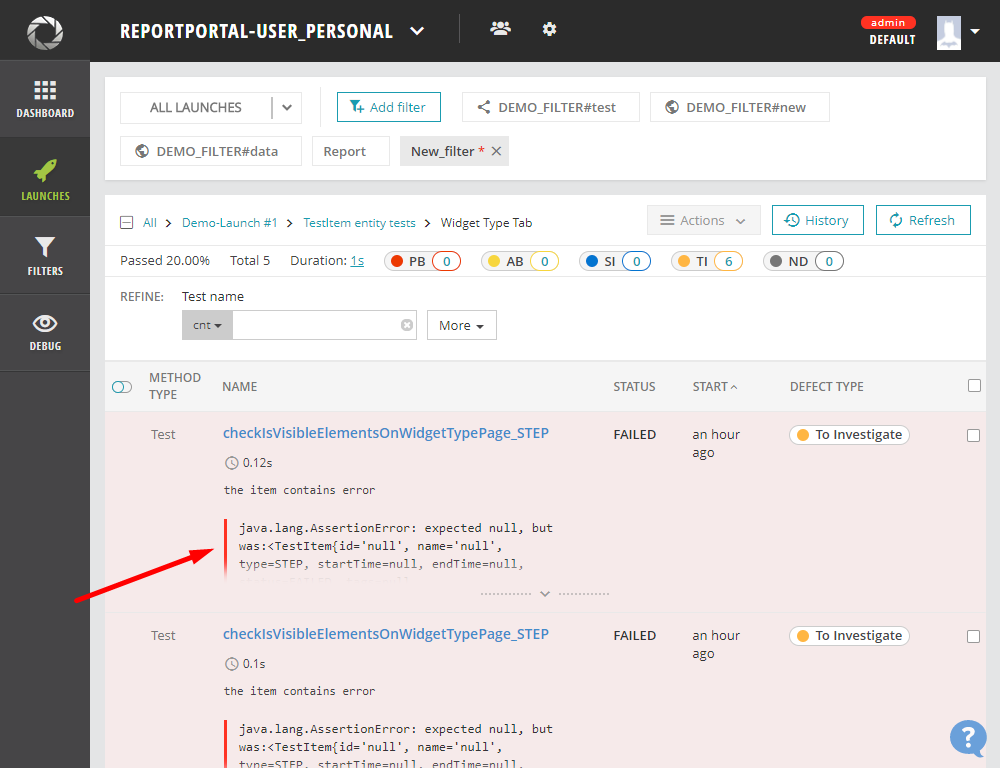 REPORTPORTAL-USER_PERSONAL
admin
DEFAULT
DASHBOARD
LAUNCHES
FILTERS
DEBUG
ALL LAUNCHES
Add filter
DEMO_FILTER#test
DEMO_FILTER#new
DEMO_FILTER#data
Report
New_filter *
All > Demo-Launch #1 > TestItem entity tests > Widget Type Tab
Actions
History
Refresh
Passed 20.00% Total 5 Duration: 1s PB 0 AB 0 SI 0 TI 6 ND 0
REFINE: Test name
cnt
More
METHOD TYPE NAME STATUS START DEFECT TYPE
Test checkIsVisibleElementsOnWidgetTypePage_STEP FAILED an hour ago To Investigate
0.12s
the item contains error
java.lang.AssertionError: expected null, but
was:<TestItem{id='null', name='null',
type=STEP, startTime=null, endTime=null,
Test checkIsVisibleElementsOnWidgetTypePage_STEP FAILED an hour ago To Investigate
0.1s
the item contains error
java.lang.AssertionError: expected null, but
was:<TestItem{id='null', name='null',
type=STEP, startTime=null, endTime=null,
?